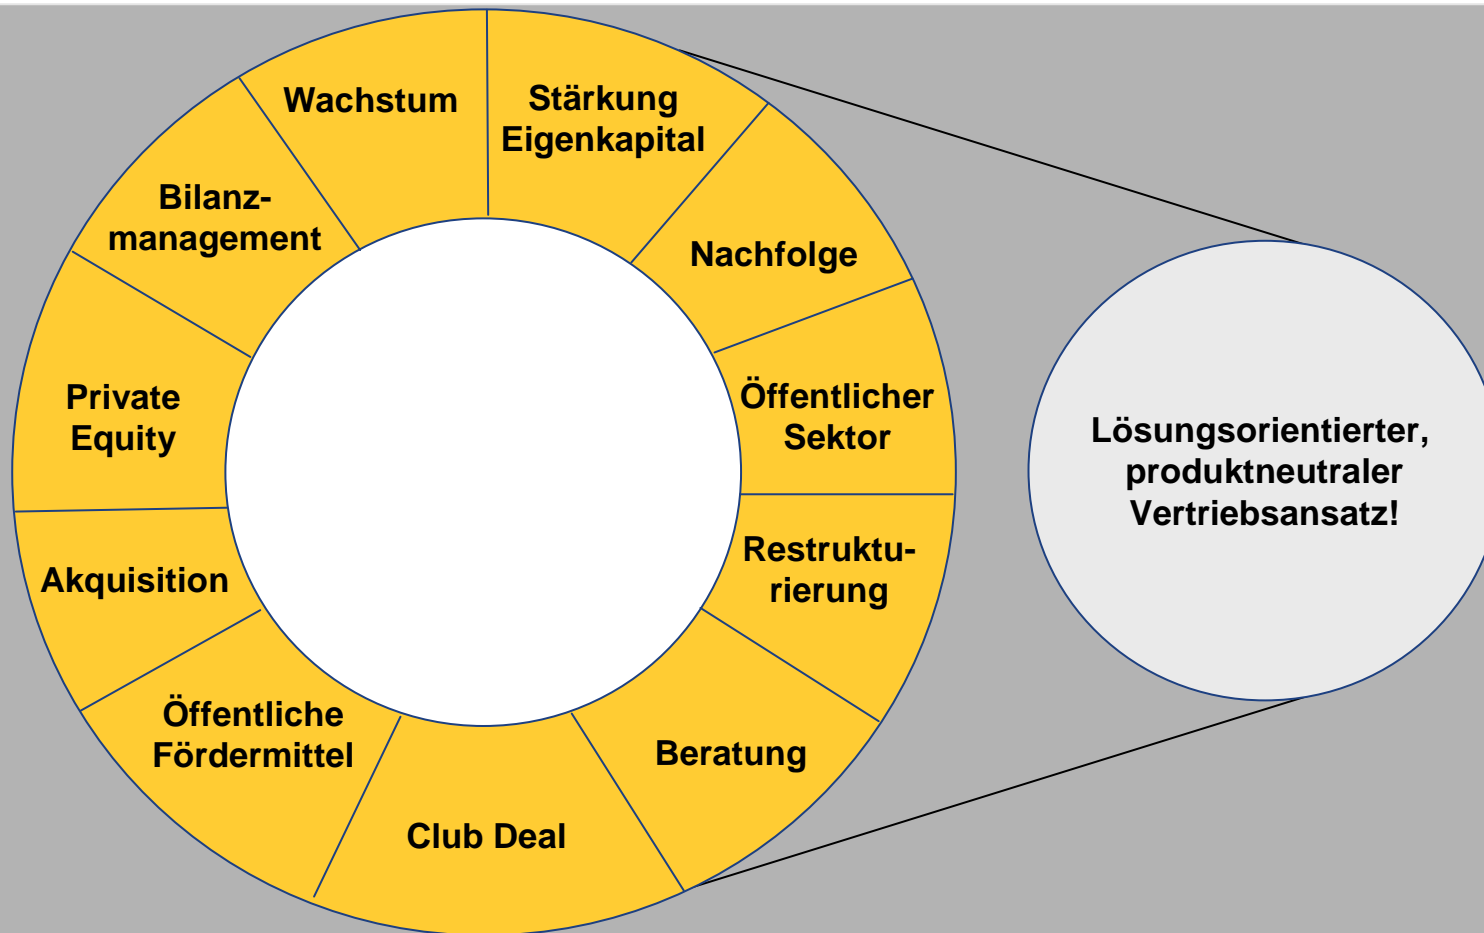 Wachstum
Stärkung
Eigenkapital
Nachfolge
Öffentlicher
Sektor
Restruktu-
rierung
Beratung
Club Deal
Öffentliche
Fördermittel
Akquisition
Private
Equity
Bilanz-
management
Lösungsorientierter,
produktneutraler
Vertriebsansatz!